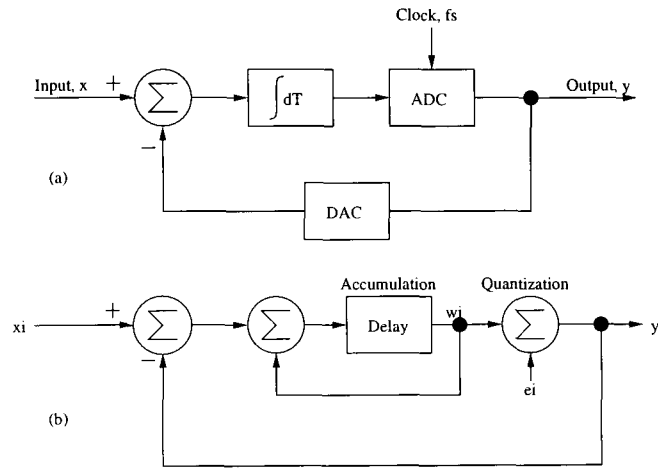 Clock, fs
Input, x
+
∑
∫dT
ADC
Output, y
−
(a)
DAC
Accumulation
Quantization
xi
+
∑
∑
Delay
wi
∑
y
−
ei
(b)